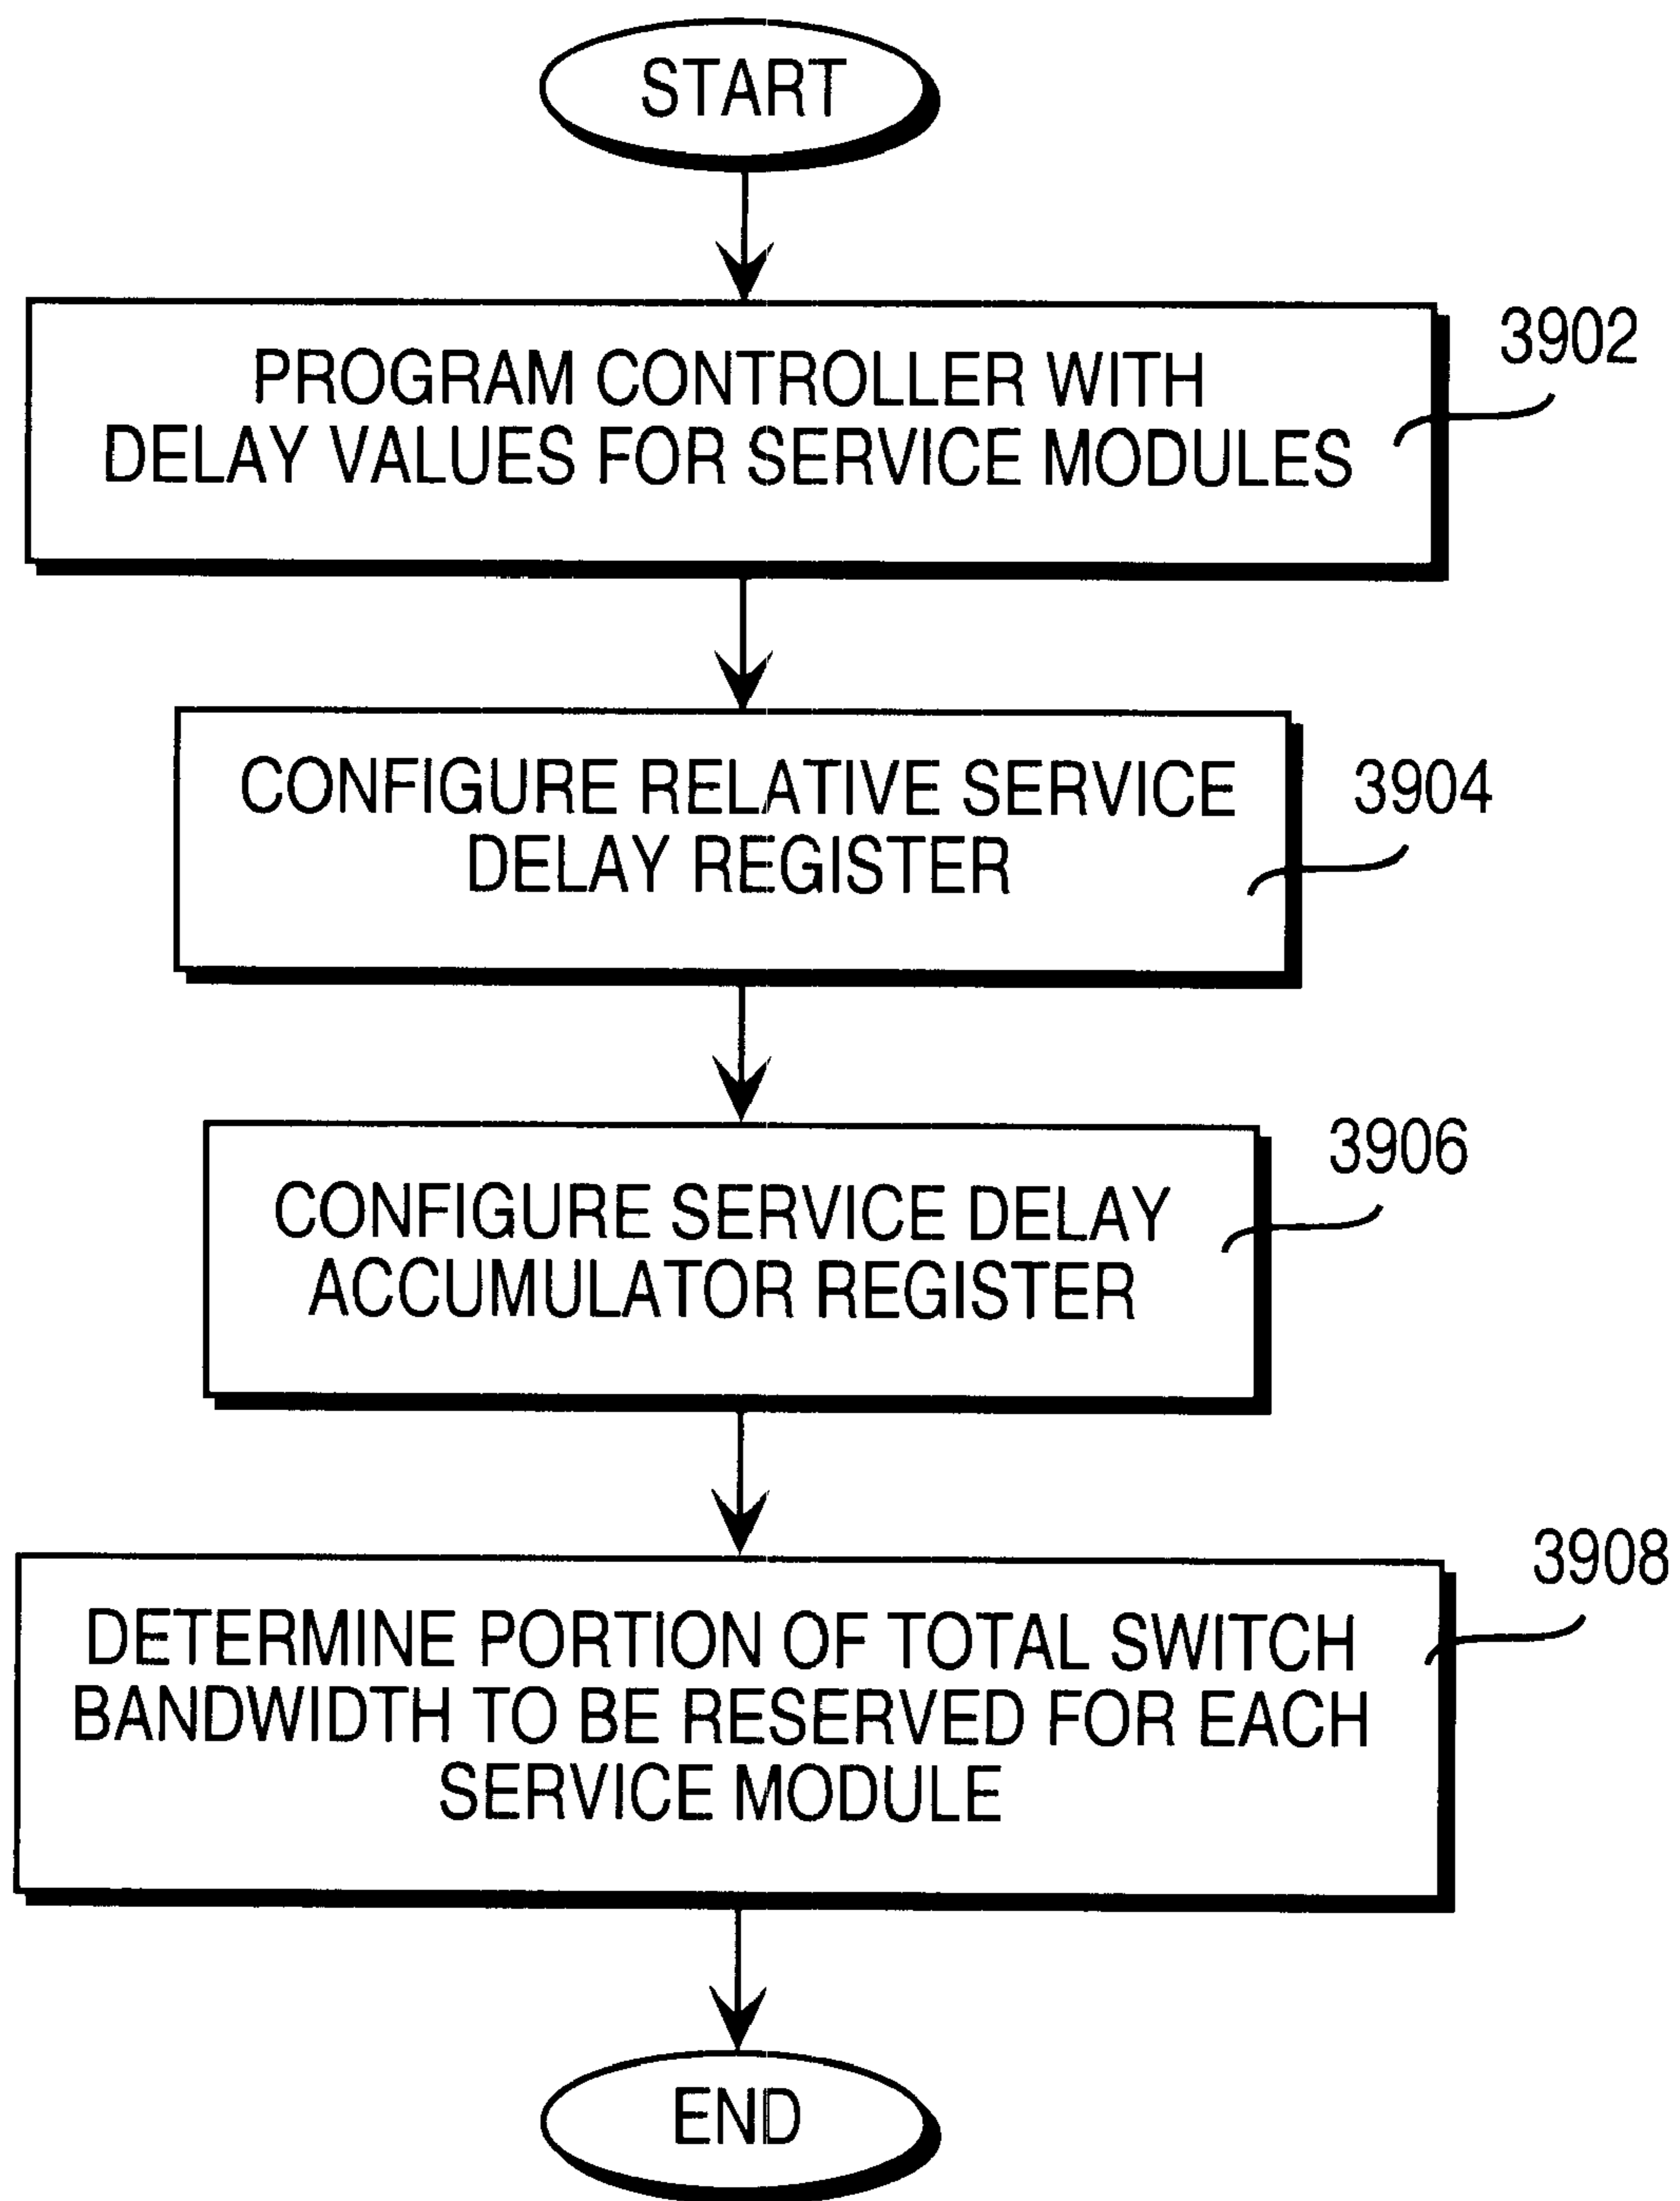 START
3902
PROGRAM CONTROLLER WITH
DELAY VALUES FOR SERVICE MODULES
3904
CONFIGURE RELATIVE SERVICE
DELAY REGISTER
3906
CONFIGURE SERVICE DELAY
ACCUMULATOR REGISTER
3908
DETERMINE PORTION OF TOTAL SWITCH
BANDWIDTH TO BE RESERVED FOR EACH
SERVICE MODULE
END